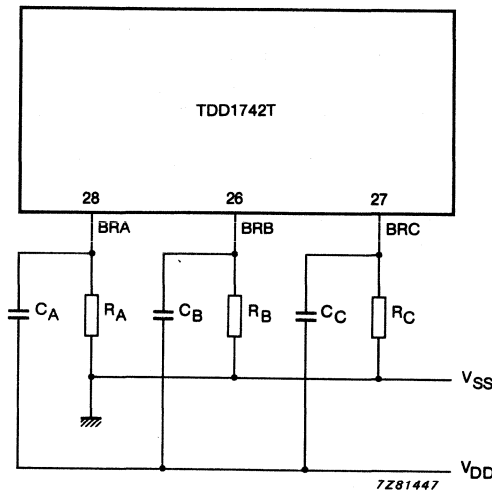 TDD1742T
28 26 27
BRA BRB BRC
CA RA CB RB CC RC
VSS
VDD
7Z81447